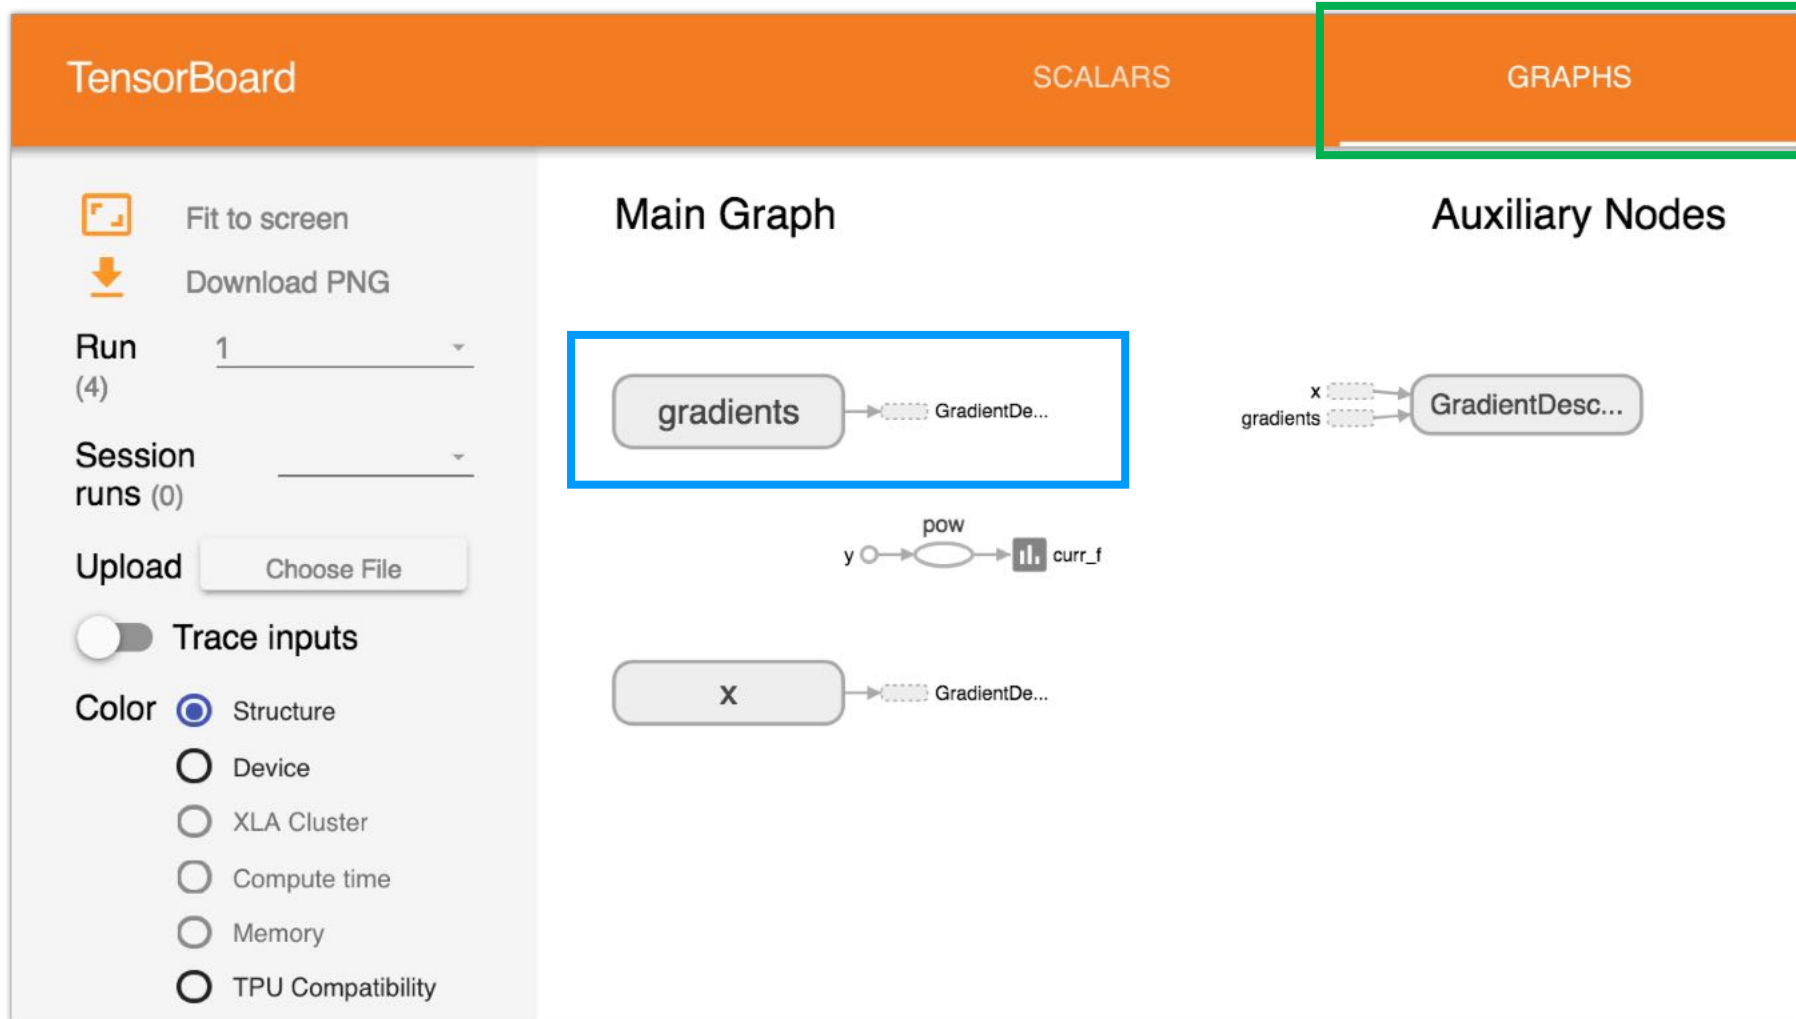 TensorBoard
SCALARS
GRAPHS
Fit to screen
Download PNG
Run
(4)
1
Session
runs (0)
Upload
Choose File
Trace inputs
Color
Structure
Device
XLA Cluster
Compute time
Memory
TPU Compatibility
Main Graph
gradients
GradientDe...
pow
y
curr_f
x
GradientDe...
Auxiliary Nodes
x
gradients
GradientDesc...